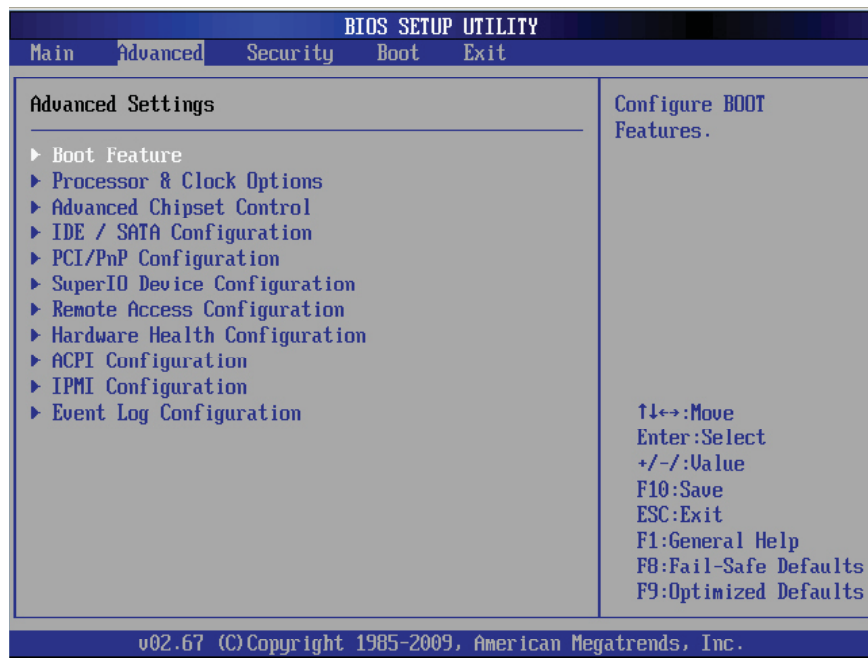 BIOS SETUP UTILITY
Main Advanced Security Boot Exit
Advanced Settings
▶ Boot Feature
▶ Processor & Clock Options
▶ Advanced Chipset Control
▶ IDE / SATA Configuration
▶ PCI/PnP Configuration
▶ SuperIO Device Configuration
▶ Remote Access Configuration
▶ Hardware Health Configuration
▶ ACPI Configuration
▶ IPMI Configuration
▶ Event Log Configuration
Configure BOOT
Features.
↑↓←→:Move
Enter:Select
+/-/:Value
F10:Save
ESC:Exit
F1:General Help
F8:Fail-Safe Defaults
F9:Optimized Defaults
v02.67 (C)Copyright 1985-2009, American Megatrends, Inc.